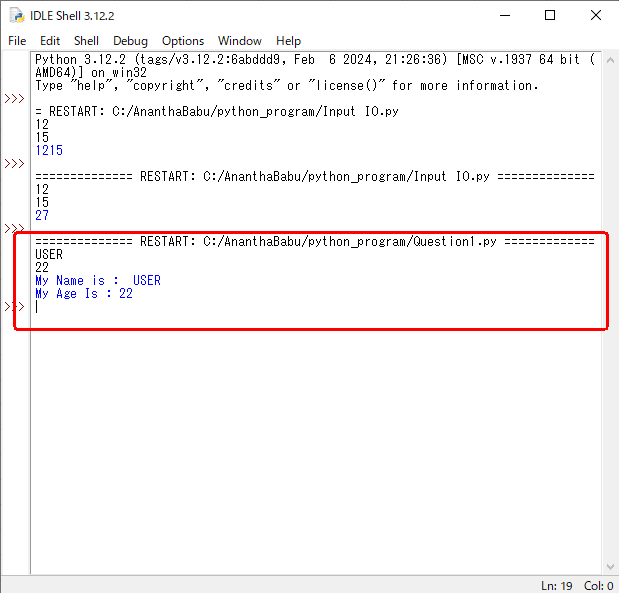 IDLE Shell 3.12.2
File Edit Shell Debug Options Window Help
Python 3.12.2 (tags/v3.12.2:6abddd9, Feb  6 2024, 21:26:36) [MSC v.1937 64 bit (
AMD64)] on win32
Type "help", "copyright", "credits" or "license()" for more information.
>>>
= RESTART: C:/AnanthaBabu/python_program/Input IO.py
12
15
1215
>>>
============== RESTART: C:/AnanthaBabu/python_program/Input IO.py ==============
12
15
27
>>>
============== RESTART: C:/AnanthaBabu/python_program/Question1.py =============
USER
22
My Name is :  USER
My Age Is : 22
>>>
Ln: 19 Col: 0